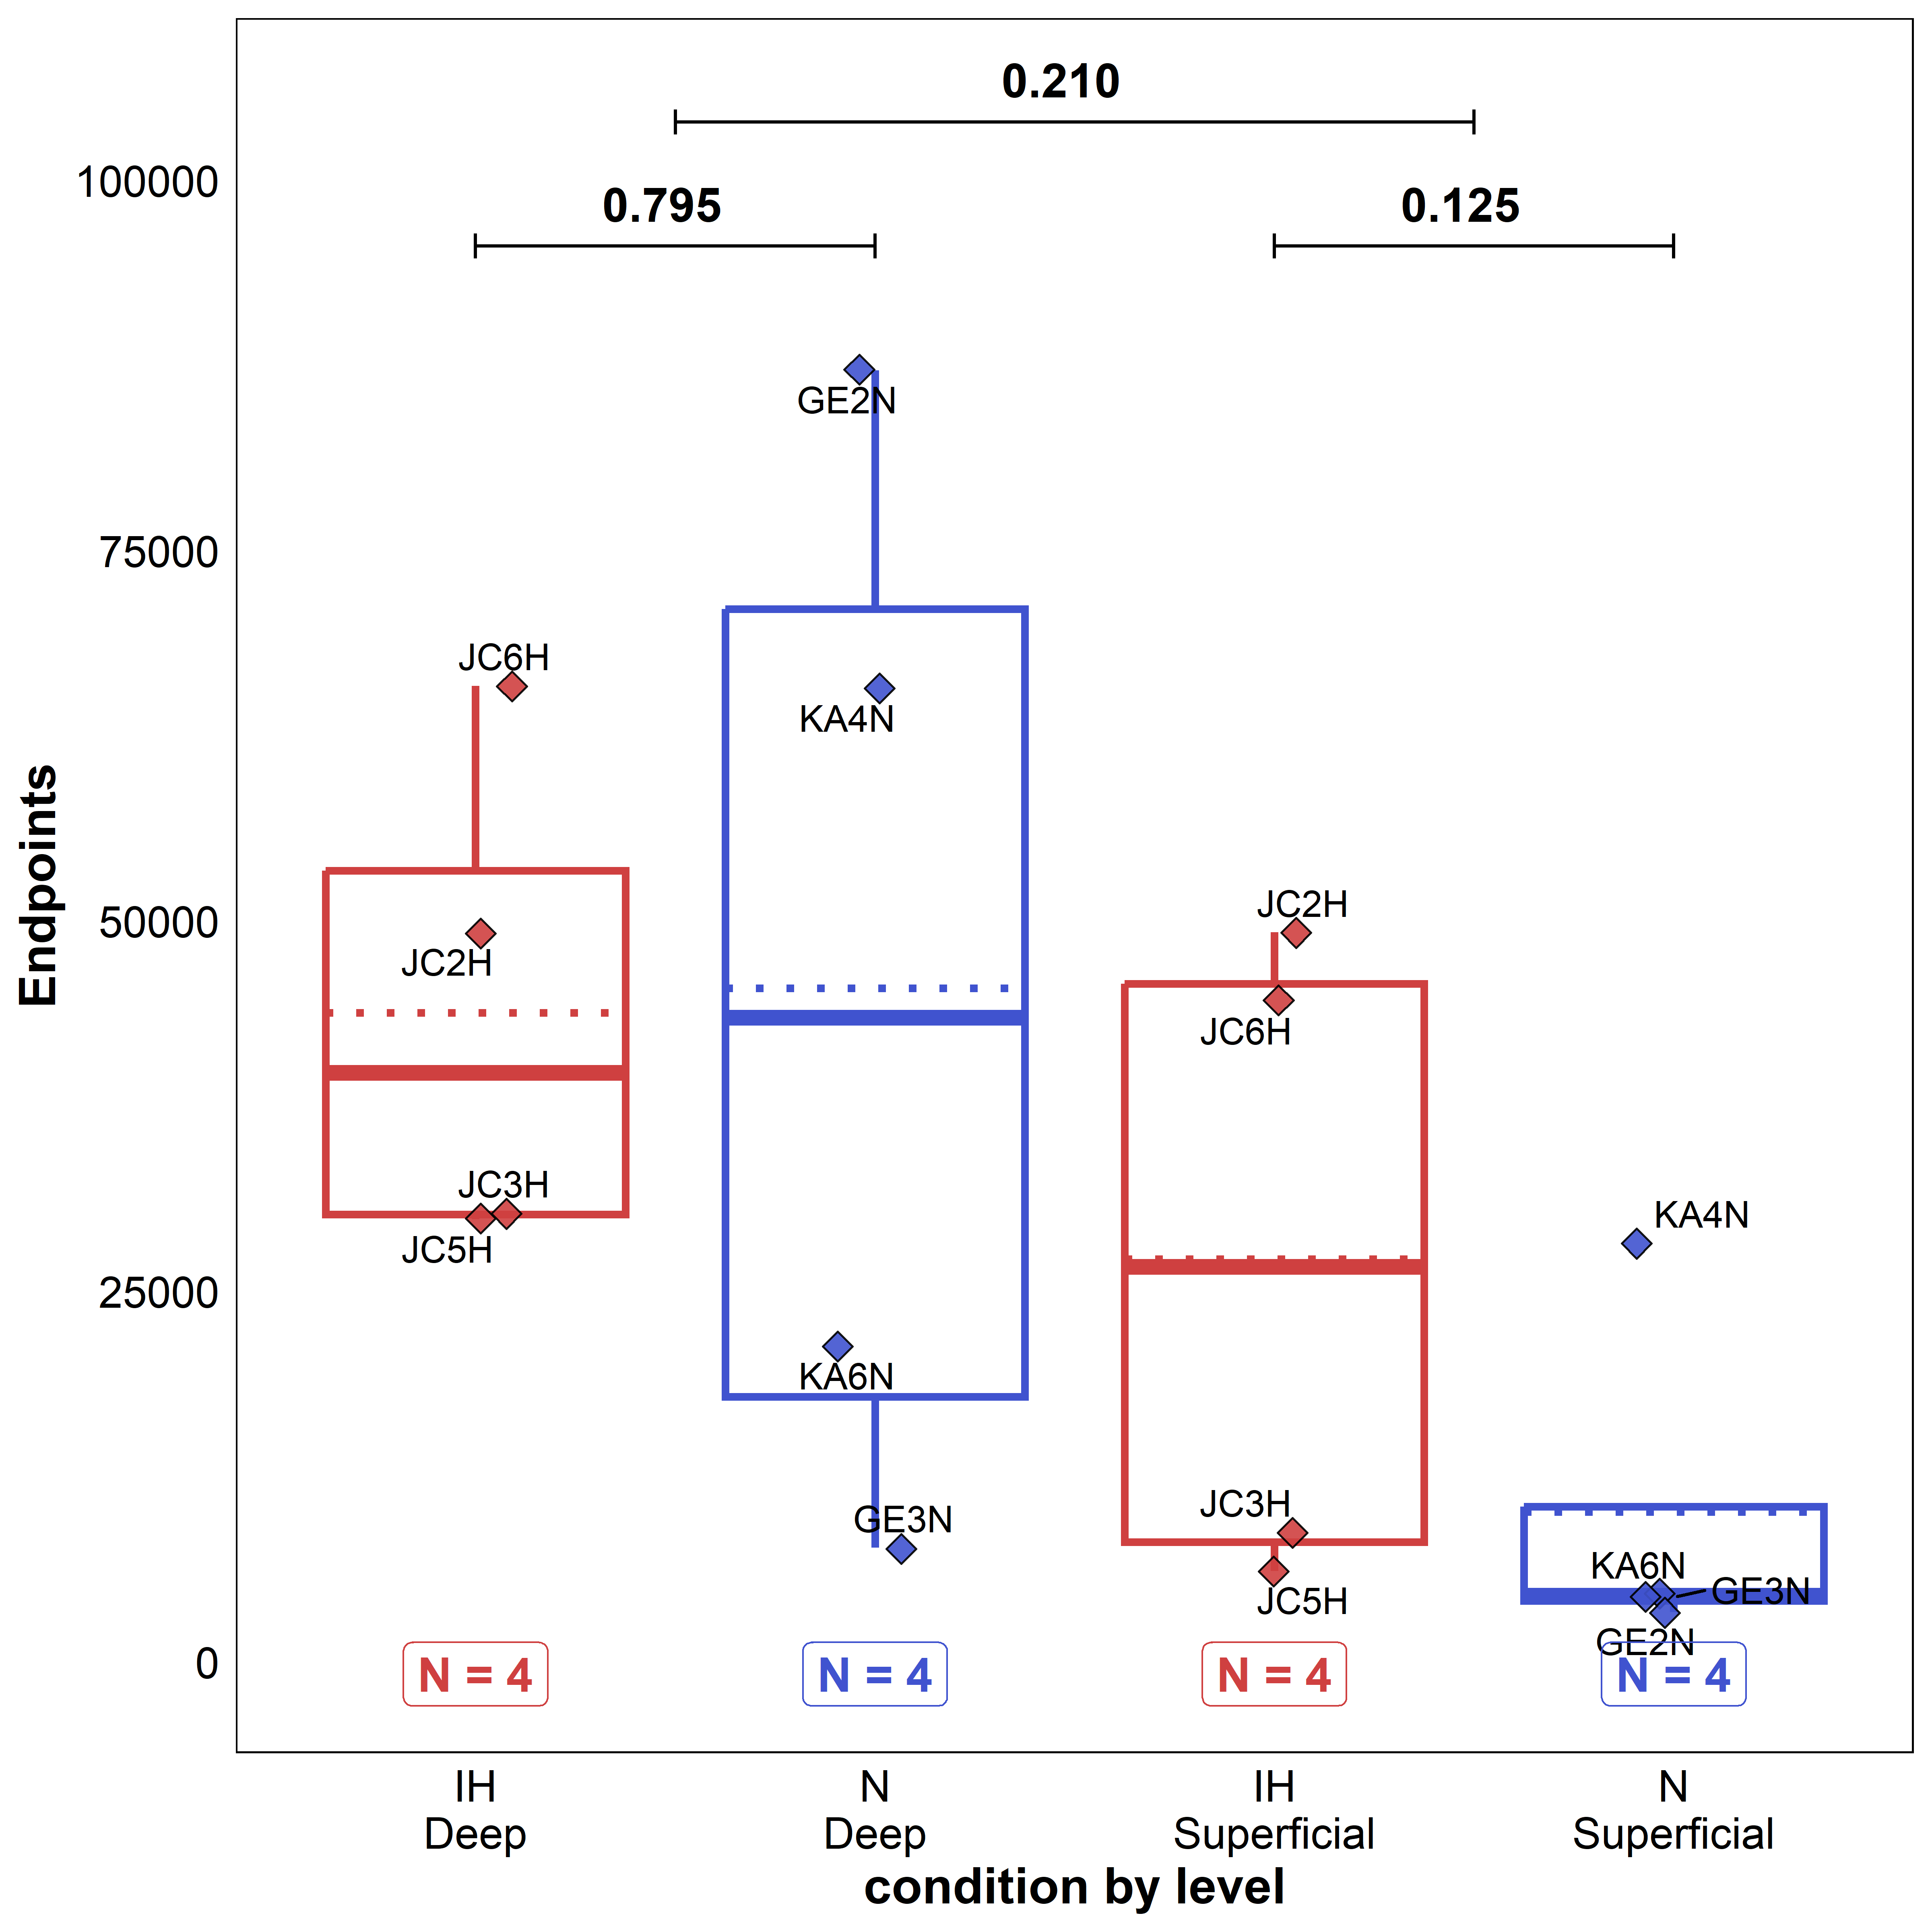 0.210
100000
0.795
0.125
GE2N
75000
JC6H
KA4N
Endpoints
50000
JC2H
JC2H
JC6H
JC3H
JC5H
KA4N
25000
KA6N
JC3H
GE3N
KA6N
GE3N
JC5H
GE2N
0
N = 4
N = 4
N = 4
N = 4
IH
Deep
N
Deep
IH
Superficial
N
Superficial
condition by level